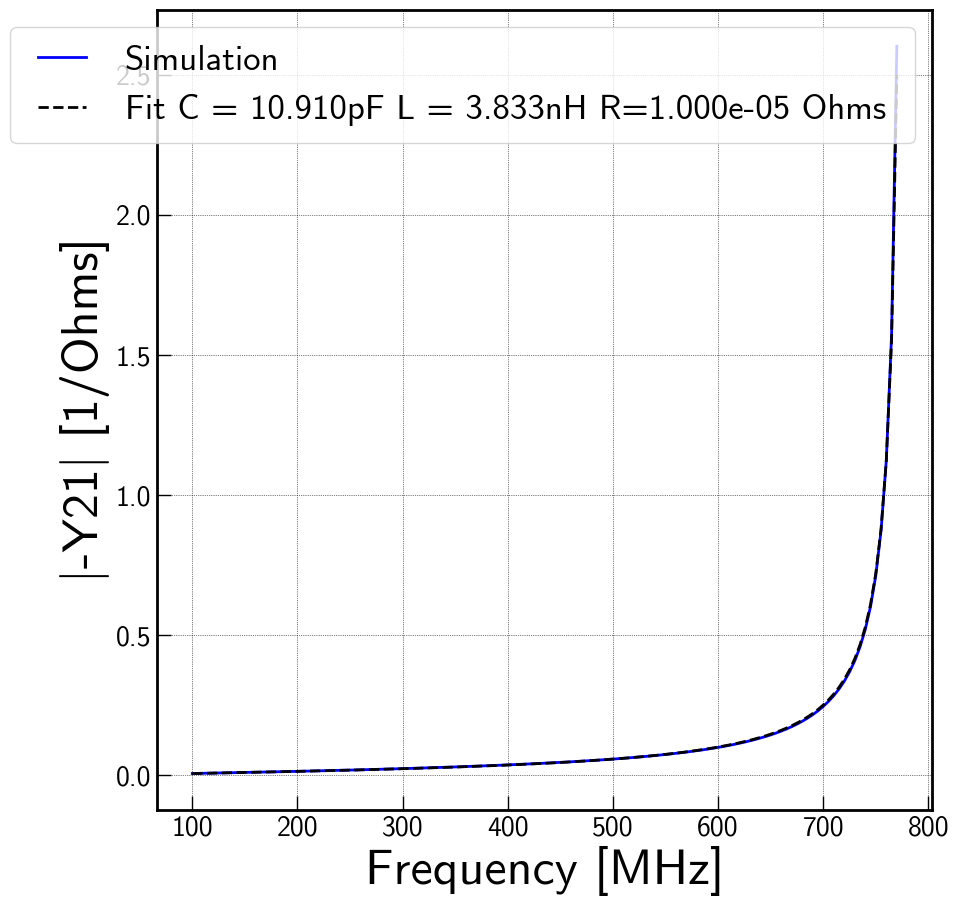 Simulation
Fit C = 10.910pF L = 3.833nH R=1.000e-05 Ohms
2.5
2.0
1.5
1.0
0.5
0.0
|-Y21| [1/Ohms]
100 200 300 400 500 600 700 800
Frequency [MHz]